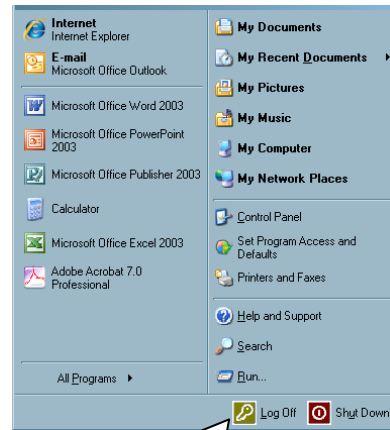 Internet
Internet Explorer
E-mail
Microsoft Office Outlook
Microsoft Office Word 2003
Microsoft Office PowerPoint
2003
Microsoft Office Publisher 2003
Calculator
Microsoft Office Excel 2003
Adobe Acrobat 7.0
Professional
All Programs
My Documents
My Recent Documents
My Pictures
My Music
My Computer
My Network Places
Control Panel
Set Program Access and
Defaults
Printers and Faxes
Help and Support
Search
Run...
Log Off
Shut Down